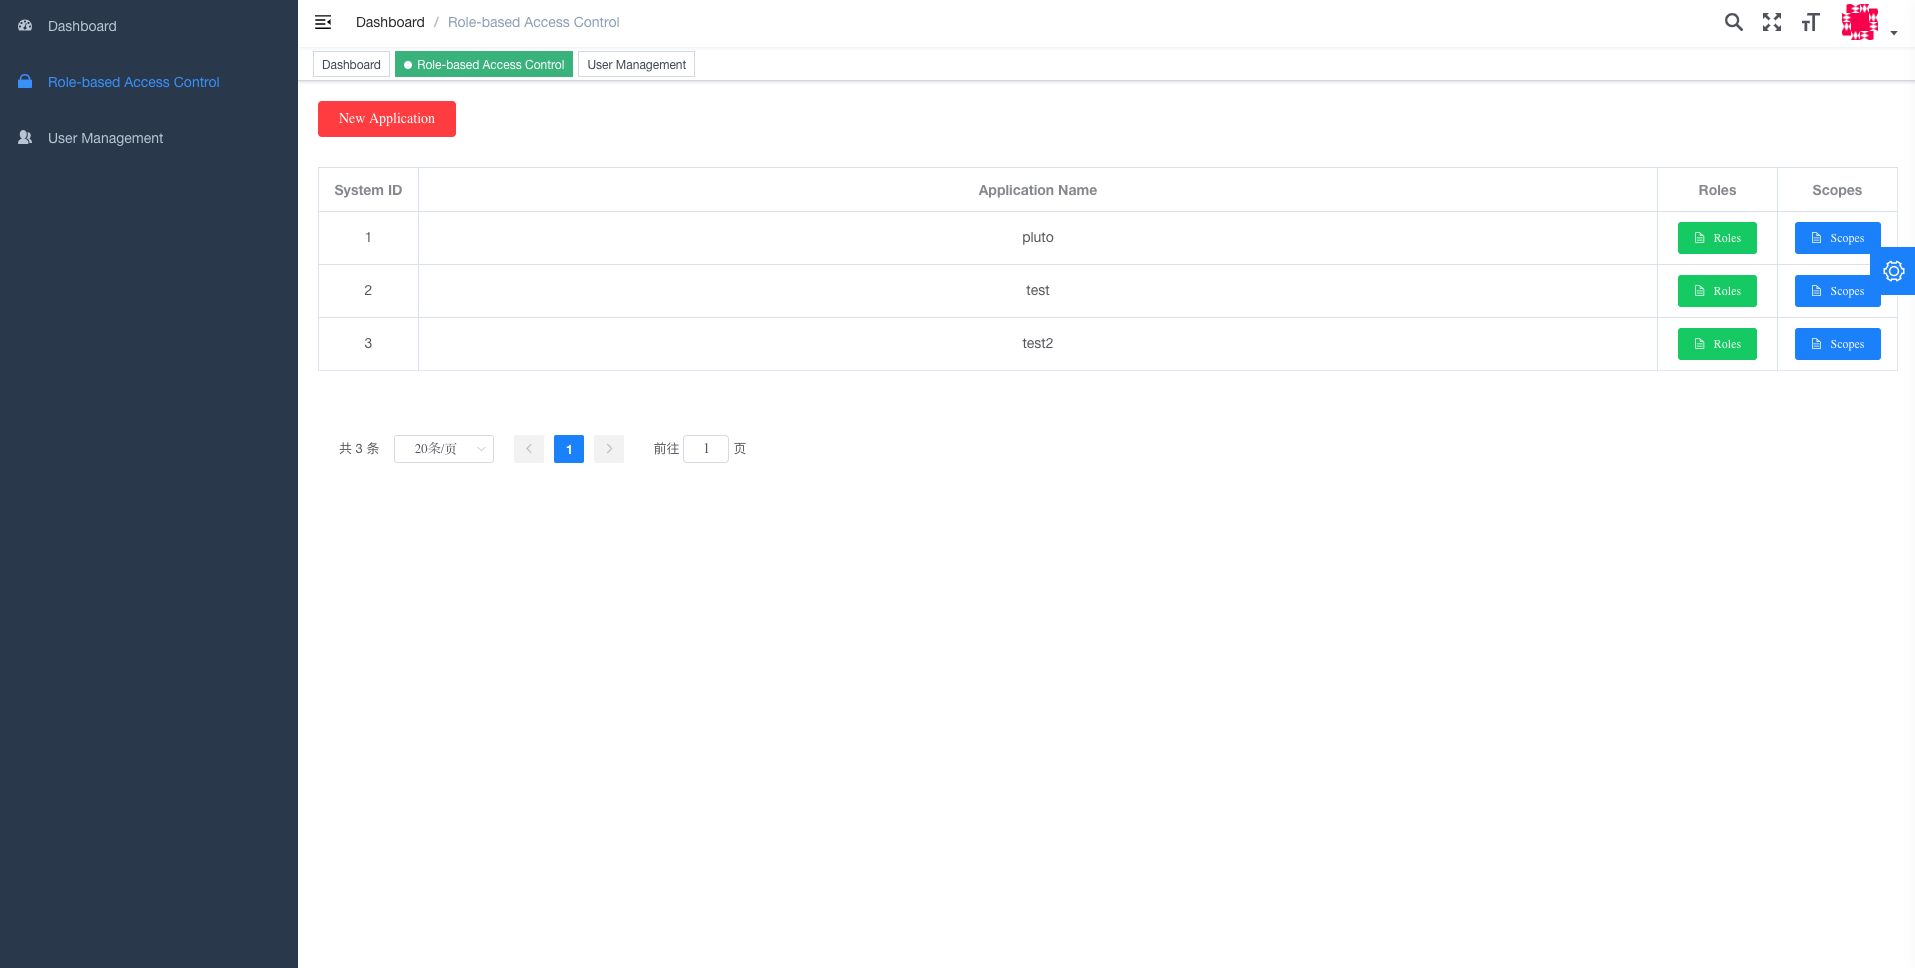 Dashboard
Role-based Access Control
User Management
Dashboard / Role-based Access Control
Dashboard
Role-based Access Control
User Management
New Application
System ID Application Name Roles Scopes
1 pluto Roles Scopes
2 test Roles Scopes
3 test2 Roles Scopes
共 3 条 20条/页 1 前往 1 页